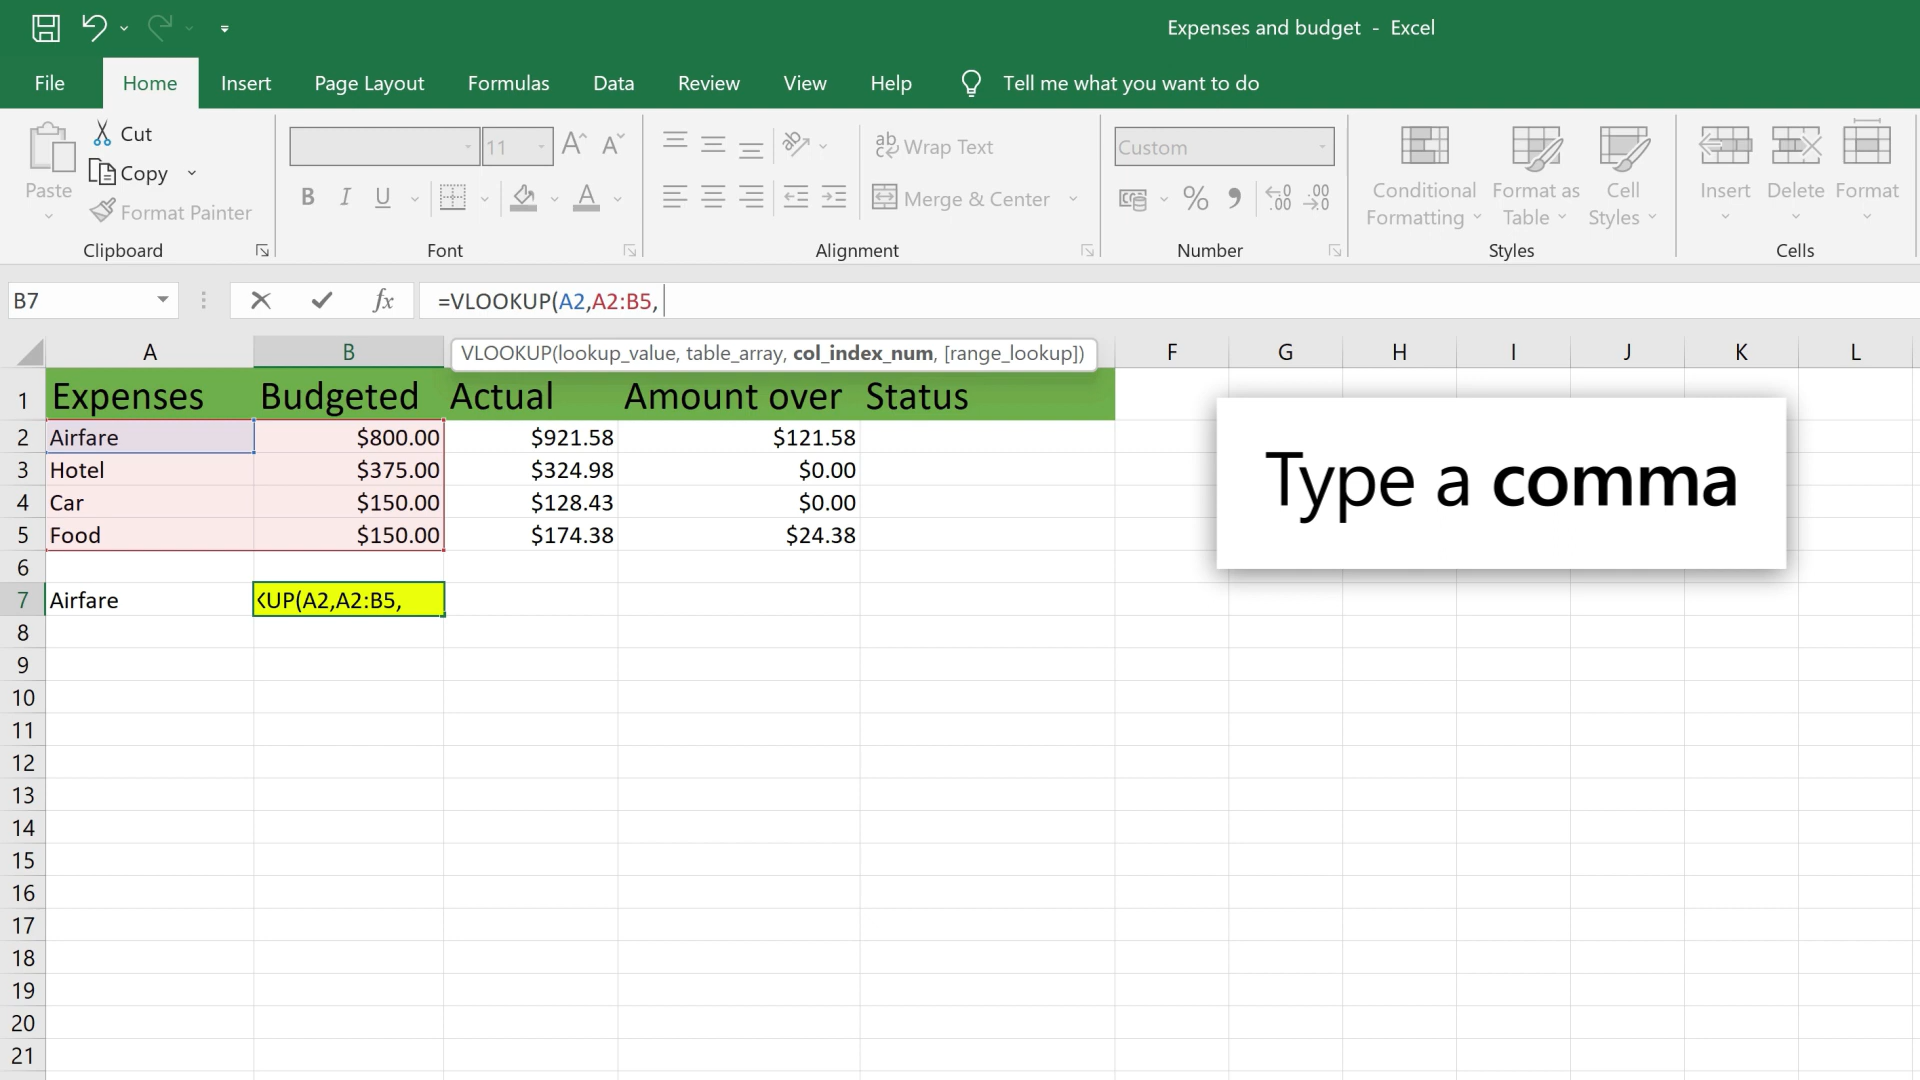 Expenses and budget - Excel
File Home Insert Page Layout Formulas Data Review View Help Tell me what you want to do
Paste
Cut
Copy
Format Painter
Clipboard
11
B I U A
Font
ab Wrap Text
Merge & Center
Alignment
Custom
% , .00 .00
Number
Conditional Formatting
Format as Table
Cell Styles
Styles
Insert Delete Format
Cells
B7 fx =VLOOKUP(A2,A2:B5,
VLOOKUP(lookup_value, table_array, col_index_num, [range_lookup])
A B F G H I J K L
1 Expenses Budgeted Actual Amount over Status
2 Airfare $800.00 $921.58 $121.58
3 Hotel $375.00 $324.98 $0.00
4 Car $150.00 $128.43 $0.00
5 Food $150.00 $174.38 $24.38
6
7 Airfare KUP(A2,A2:B5,
8
9
10
11
12
13
14
15
16
17
18
19
20
21
Type a comma